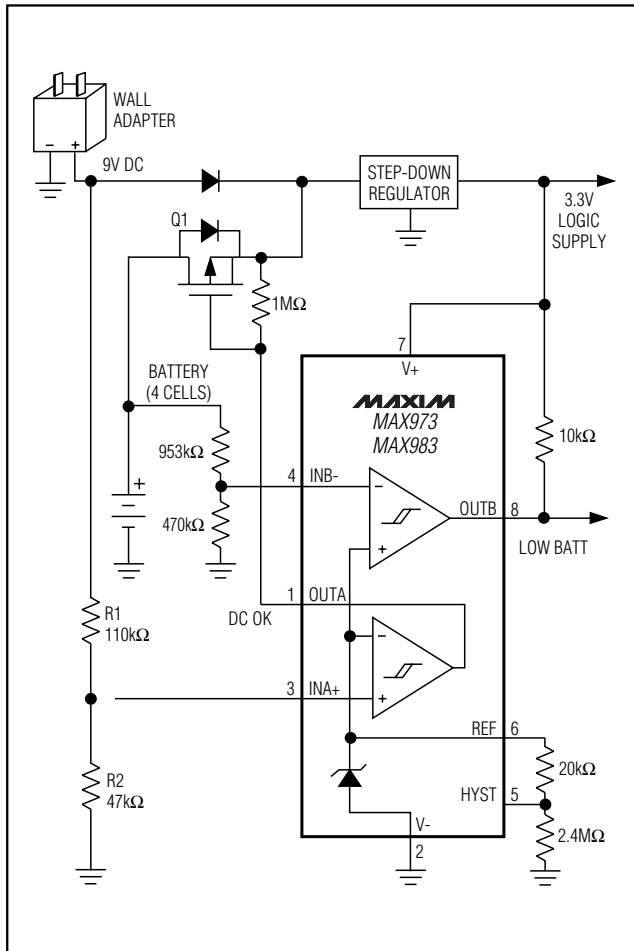 WALL
ADAPTER
− +
9V DC
STEP-DOWN
REGULATOR
3.3V
LOGIC
SUPPLY
Q1
1MΩ
7
V+
BATTERY
(4 CELLS)
MAXIM
MAX973
MAX983
10kΩ
953kΩ
4 INB-
−
+
470kΩ
OUTB 8
LOW BATT
1 OUTA
DC OK
R1
110kΩ
−
+
3 INA+
REF 6
20kΩ
HYST 5
R2
47kΩ
2.4MΩ
V-
2
+